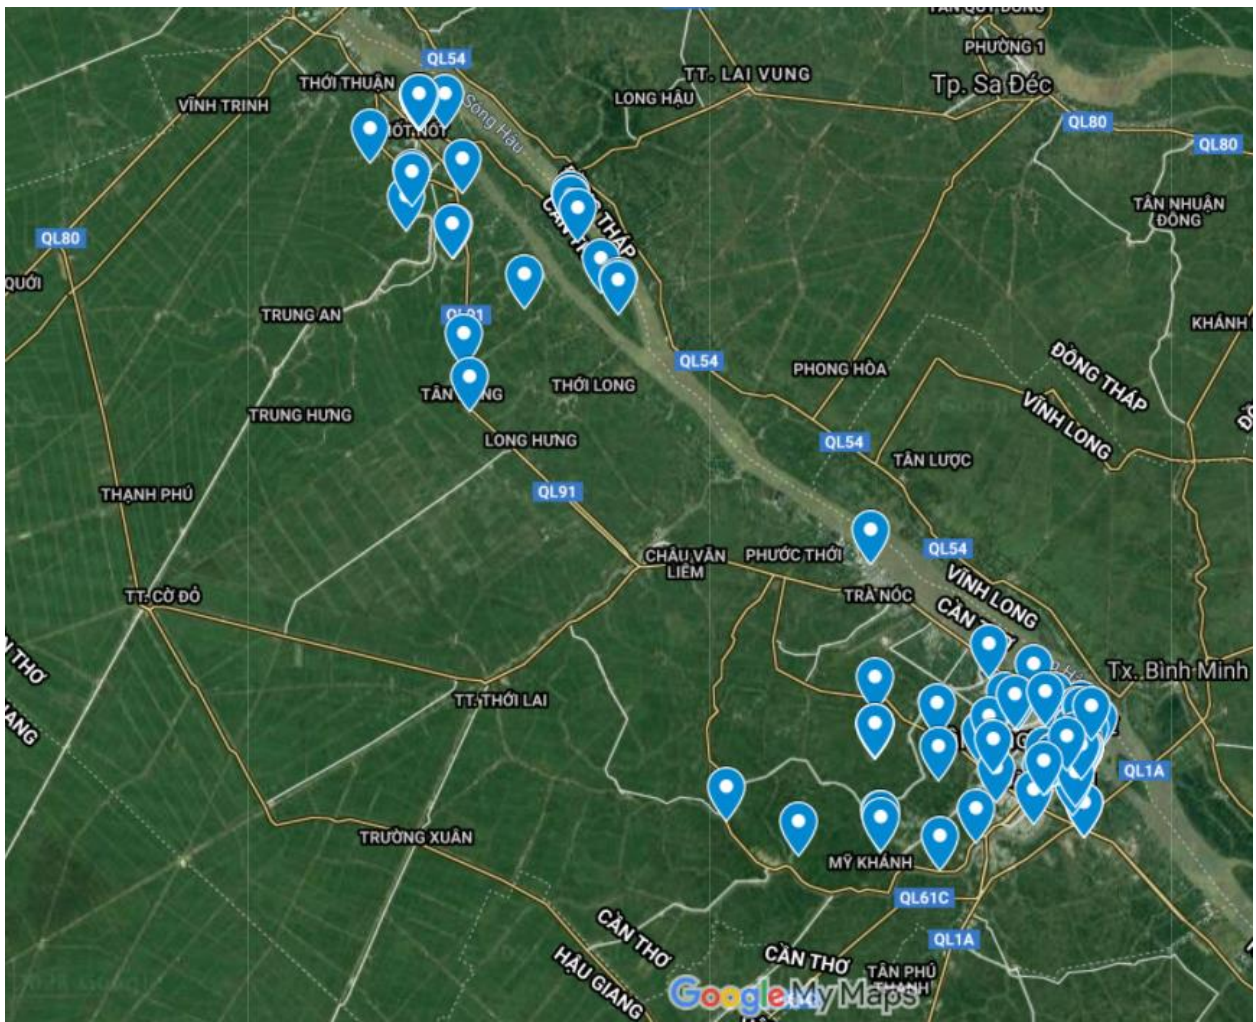 PHƯỜNG 1
QL54
THỚI THUẬN
TT. LAI VUNG
Tp. Sa Đéc
VĨNH TRINH
LONG HẬU
Sông Hậu
QL80
QL80
TÂN NHUẬN
ĐÔNG
QL80
TRUNG AN
QL91
QL54
PHONG HÒA
ĐỒNG THÁP
VĨNH LONG
THỚI LONG
TRUNG HƯNG
LONG HƯNG
QL54
TÂN LƯỢC
QL91
THẠNH PHÚ
QL54
CHÂU VĂN
LIÊM
PHƯỚC THỚI
VĨNH LONG
TT. CỜ ĐỎ
TRÀ NÓC
Tx. Bình Minh
TT. THỚI LAI
QL1A
TRƯỜNG XUÂN
MỸ KHÁNH
QL61C
CẦN THƠ
HẬU GIANG
CẦN THƠ
QL1A
TÂN PHÚ
THẠNH
Google My Maps